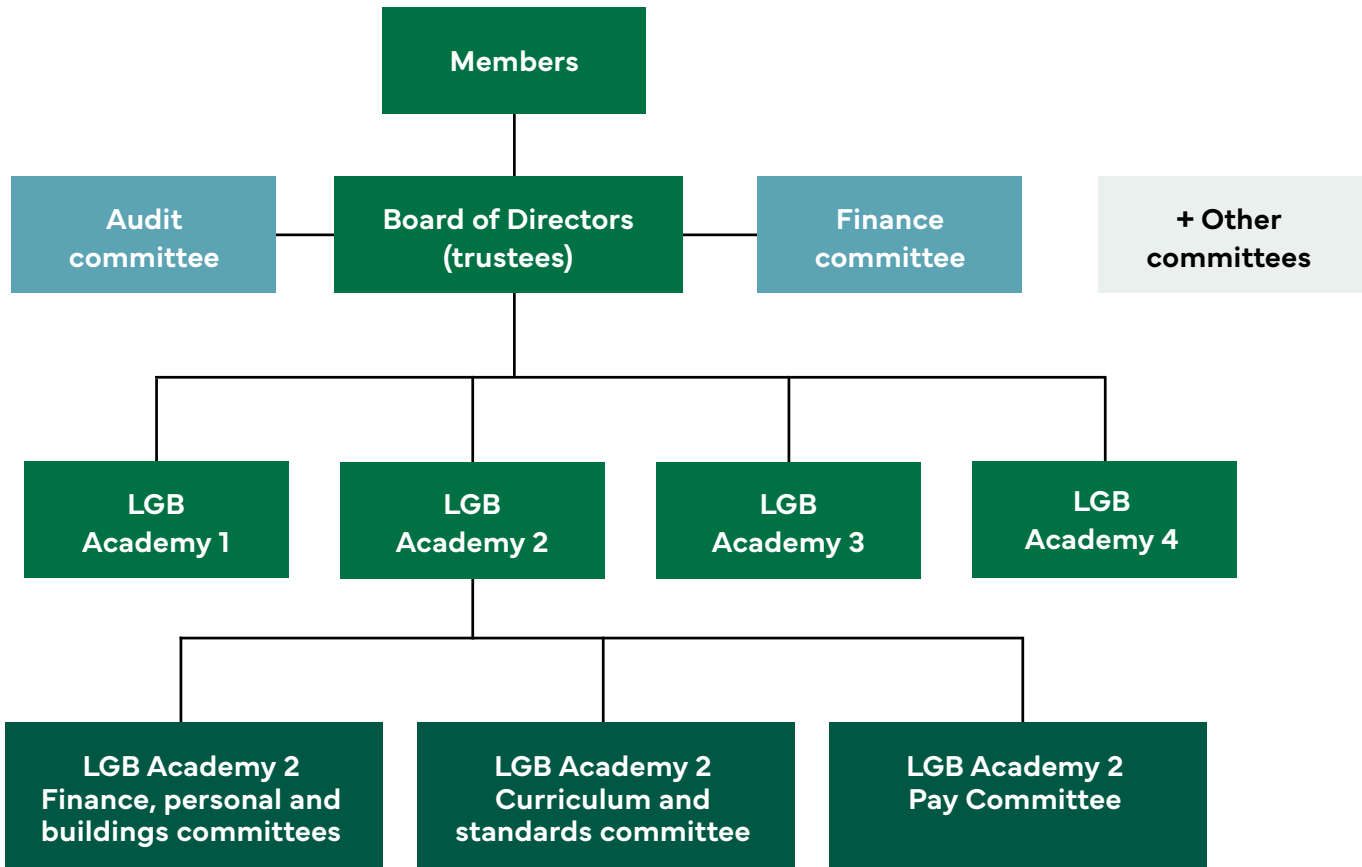 Members
Audit
committee
Board of Directors
(trustees)
Finance
committee
+ Other
committees
LGB
Academy 1
LGB
Academy 2
LGB
Academy 3
LGB
Academy 4
LGB Academy 2
Finance, personal and
buildings committees
LGB Academy 2
Curriculum and
standards committee
LGB Academy 2
Pay Committee